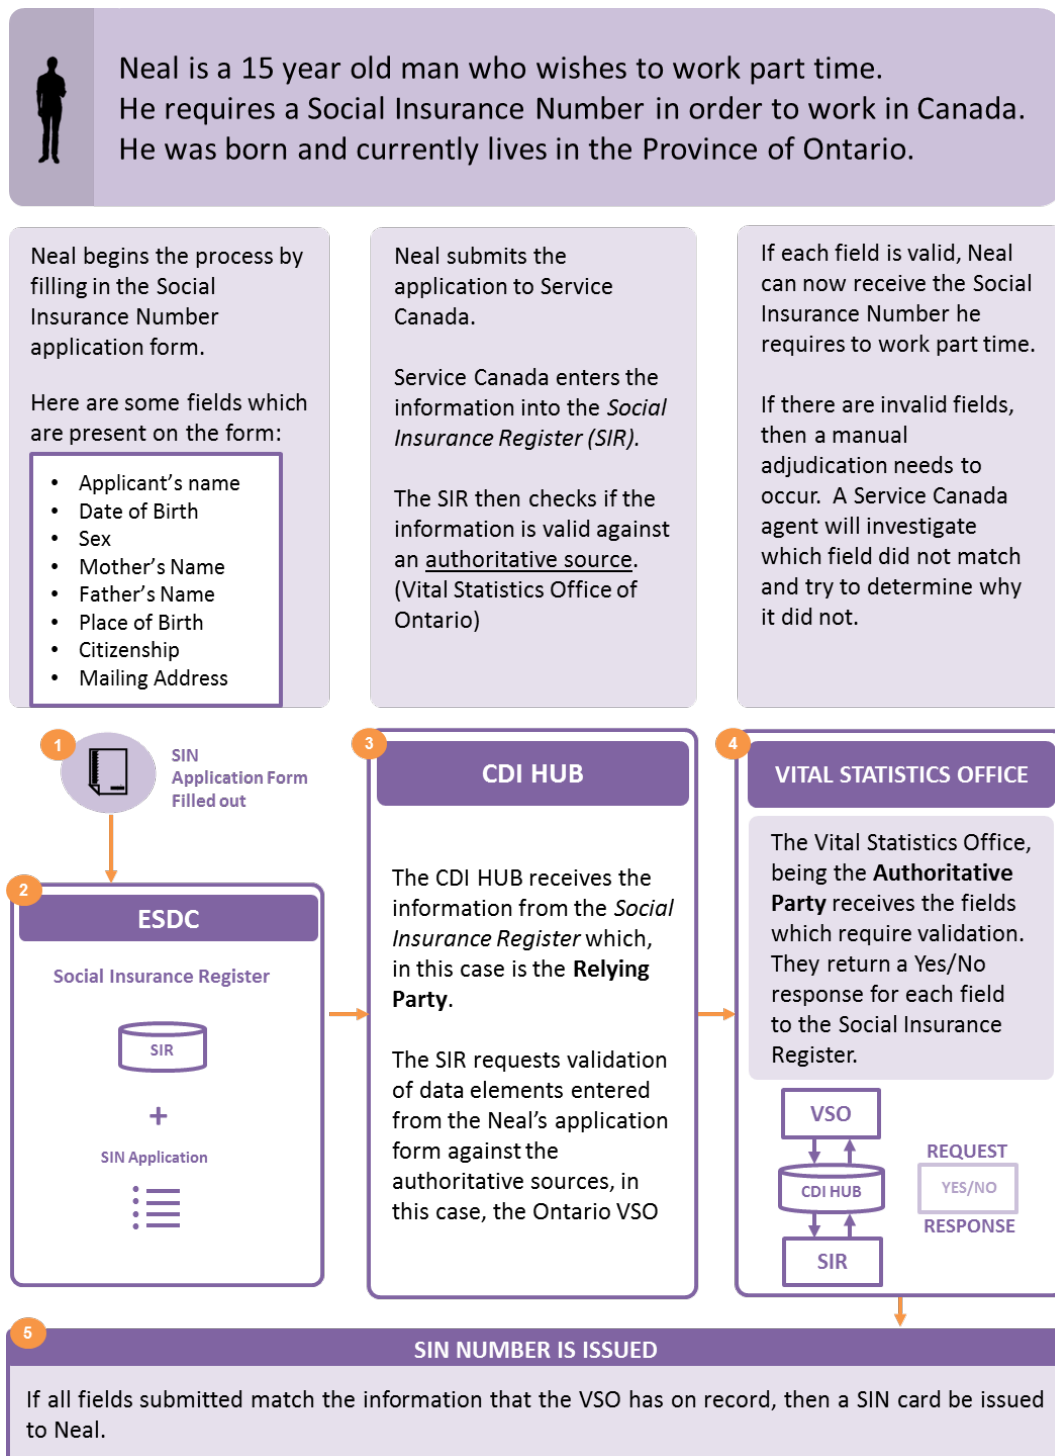 Neal is a 15 year old man who wishes to work part time.
He requires a Social Insurance Number in order to work in Canada.
He was born and currently lives in the Province of Ontario.
Neal begins the process by
filling in the Social
Insurance Number
application form.
Here are some fields which
are present on the form:
• Applicant's name
• Date of Birth
• Sex
• Mother's Name
• Father's Name
• Place of Birth
• Citizenship
• Mailing Address
Neal submits the
application to Service
Canada.
Service Canada enters the
information into the Social
Insurance Register (SIR).
The SIR then checks if the
information is valid against
an authoritative source.
(Vital Statistics Office of
Ontario)
If each field is valid, Neal
can now receive the Social
Insurance Number he
requires to work part time.
If there are invalid fields,
then a manual
adjudication needs to
occur. A Service Canada
agent will investigate
which field did not match
and try to determine why
it did not.
1
SIN
Application Form
Filled out
2
ESDC
Social Insurance Register
SIR
+
SIN Application
3
CDI HUB
The CDI HUB receives the
information from the Social
Insurance Register which,
in this case is the Relying
Party.
The SIR requests validation
of data elements entered
from the Neal's application
form against the
authoritative sources, in
this case, the Ontario VSO
4
VITAL STATISTICS OFFICE
The Vital Statistics Office,
being the Authoritative
Party receives the fields
which require validation.
They return a Yes/No
response for each field
to the Social Insurance
Register.
VSO
CDI HUB
SIR
REQUEST
YES/NO
RESPONSE
5
SIN NUMBER IS ISSUED
If all fields submitted match the information that the VSO has on record, then a SIN card be issued
to Neal.